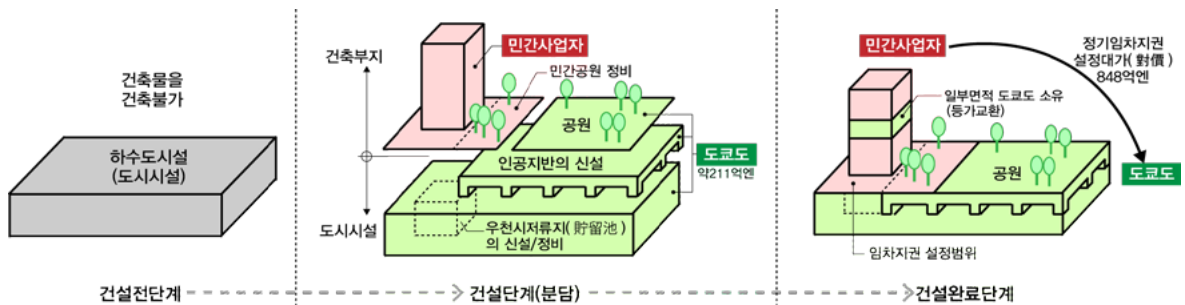 건축물을
건축불가
하수도시설
(도시시설)
건설전단계
건축부지
민간사업자
민간공원 정비
공원
인공지반의 신설
도쿄도
약211억엔
도시시설
우천시저류지( 貯留池 )
의 신설/정비
건설단계(분담)
민간사업자
정기임차지권
설정대가( 對價 )
848억엔
일부면적 도쿄도 소유
(등가교환)
공원
도쿄도
임차지권 설정범위
건설완료단계